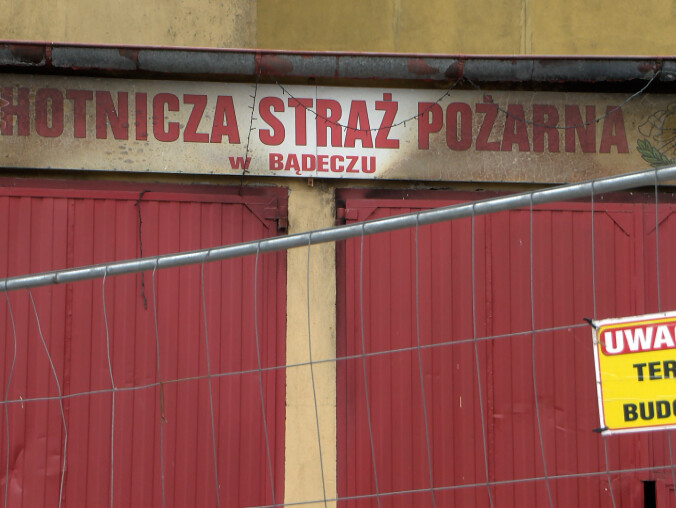 HOTNICZA STRAŻ POŻARNA
w BĄDECZU
UWA
TER
BUDO